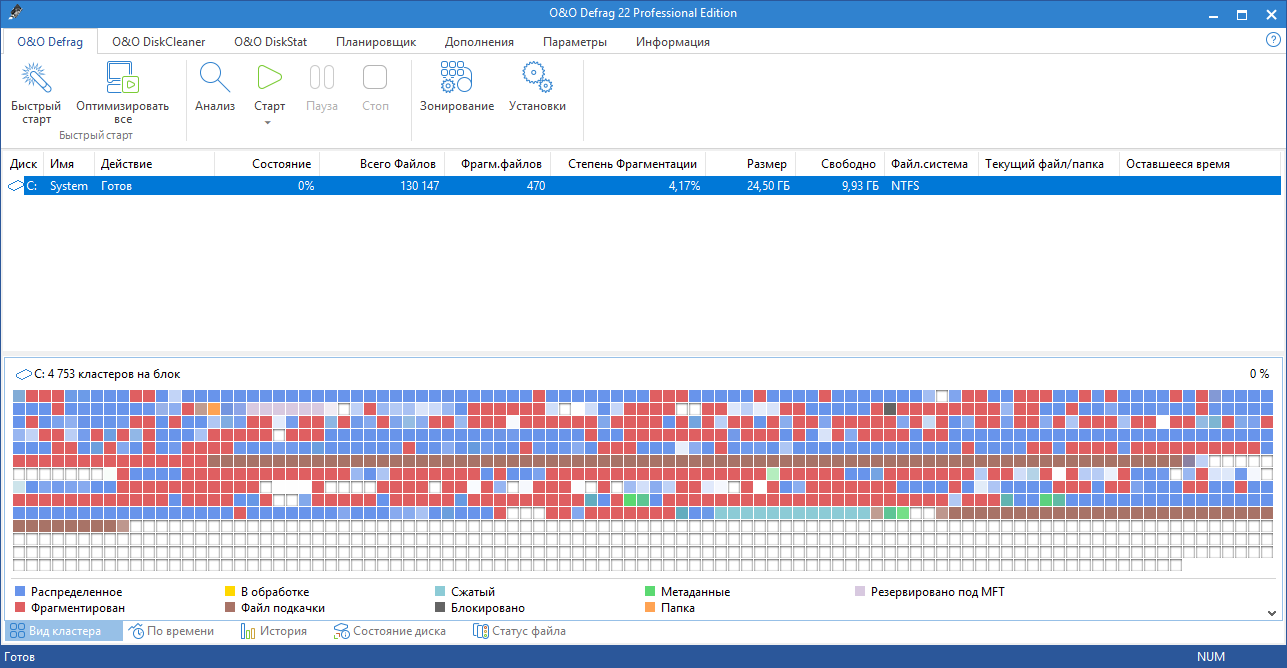 O&O Defrag 22 Professional Edition
O&O Defrag O&O DiskCleaner O&O DiskStat Планировщик Дополнения Параметры Информация
Быстрый старт Оптимизировать все Анализ Старт Пауза Стоп Зонирование Установки
Быстрый старт
Диск Имя Действие Состояние Всего Файлов Фрагм.файлов Степень Фрагментации Размер Свободно Файл.система Текущий файл/папка Оставшееся время
C: System Готов 0% 130 147 470 4,17% 24,50 ГБ 9,93 ГБ NTFS
C: 4 753 кластеров на блок 0 %
Распределенное В обработке Сжатый Метаданные Резервировано под MFT
Фрагментирован Файл подкачки Блокировано Папка
Вид кластера По времени История Состояние диска Статус файла
Готов NUM